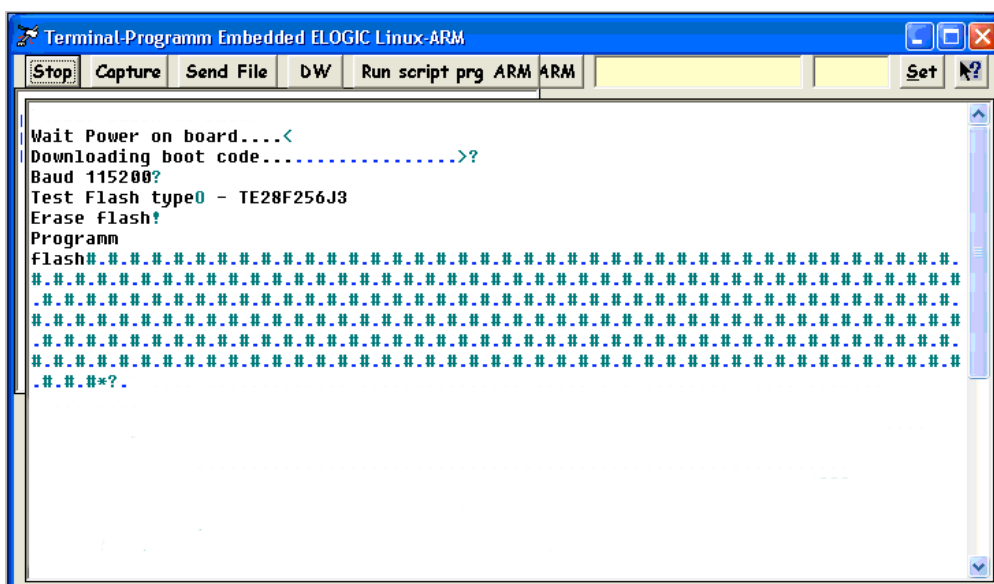 Terminal-Programm Embedded ELOGIC Linux-ARM
Stop Capture Send File DW Run script prg ARM ARM Set
Wait Power on board....<
Downloading boot code..................>?
Baud 115200?
Test Flash type0 - TE28F256J3
Erase flash!
Programm
flash#.#.#.#.#.#.#.#.#.#.#.#.#.#.#.#.#.#.#.#.#.#.#.#.#.#.#.#.#.#.#.#.#.#.#.#.#.#.#.#.
#.#.#.#.#.#.#.#.#.#.#.#.#.#.#.#.#.#.#.#.#.#.#.#.#.#.#.#.#.#.#.#.#.#.#.#.#.#.#.#.#.#.#
.#.#.#.#.#.#.#.#.#.#.#.#.#.#.#.#.#.#.#.#.#.#.#.#.#.#.#.#.#.#.#.#.#.#.#.#.#.#.#.#.#.#.
#.#.#.#.#.#.#.#.#.#.#.#.#.#.#.#.#.#.#.#.#.#.#.#.#.#.#.#.#.#.#.#.#.#.#.#.#.#.#.#.#.#.#
.#.#.#.#.#.#.#.#.#.#.#.#.#.#.#.#.#.#.#.#.#.#.#.#.#.#.#.#.#.#.#.#.#.#.#.#.#.#.#.#.#.#.
#.#.#.#.#.#.#.#.#.#.#.#.#.#.#.#.#.#.#.#.#.#.#.#.#.#.#.#.#.#.#.#.#.#.#.#.#.#.#.#.#.#.#
.#.#.#*?.